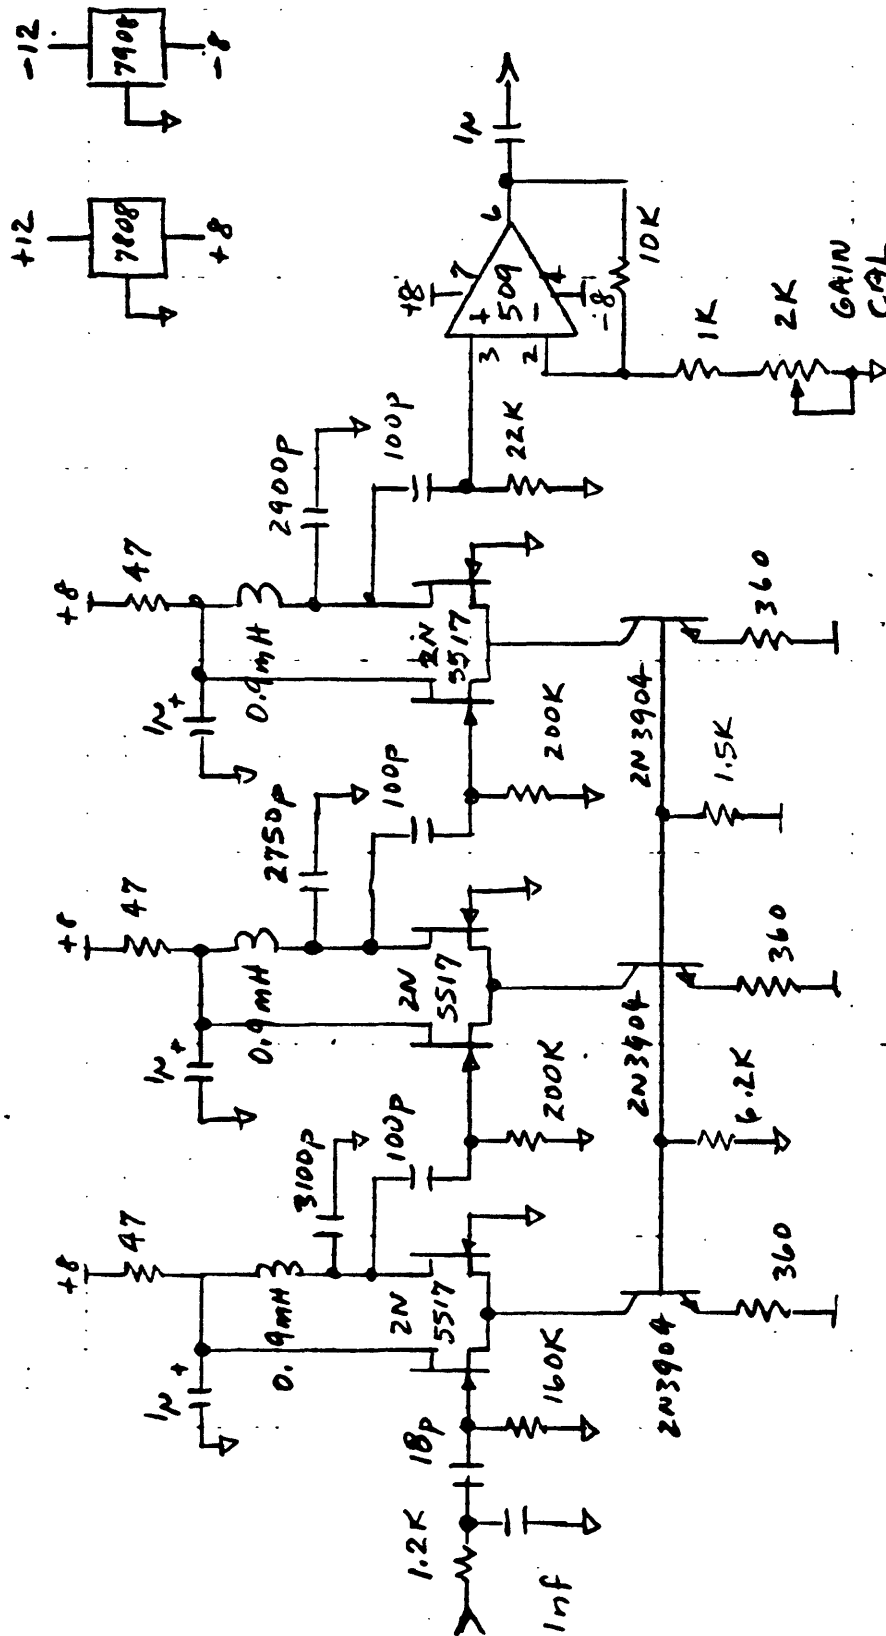 +12
7808
+8
-12
7908
-8
+8
47
1µ +
0.9mH
3100p
100p
2N
5517
1.2K
1nf
18p
160K
2N3904
360
6.2K
+8
47
1µ +
0.9mH
2750p
100p
2N
5517
200K
2N3904
360
1.5K
+8
47
1µ +
0.9mH
2900p
100p
2N
5517
200K
2N3904
360
22K
+8
7
3
+
509
6
2
-
4
-8
1µ
10K
1K
2K
GAIN
CAL